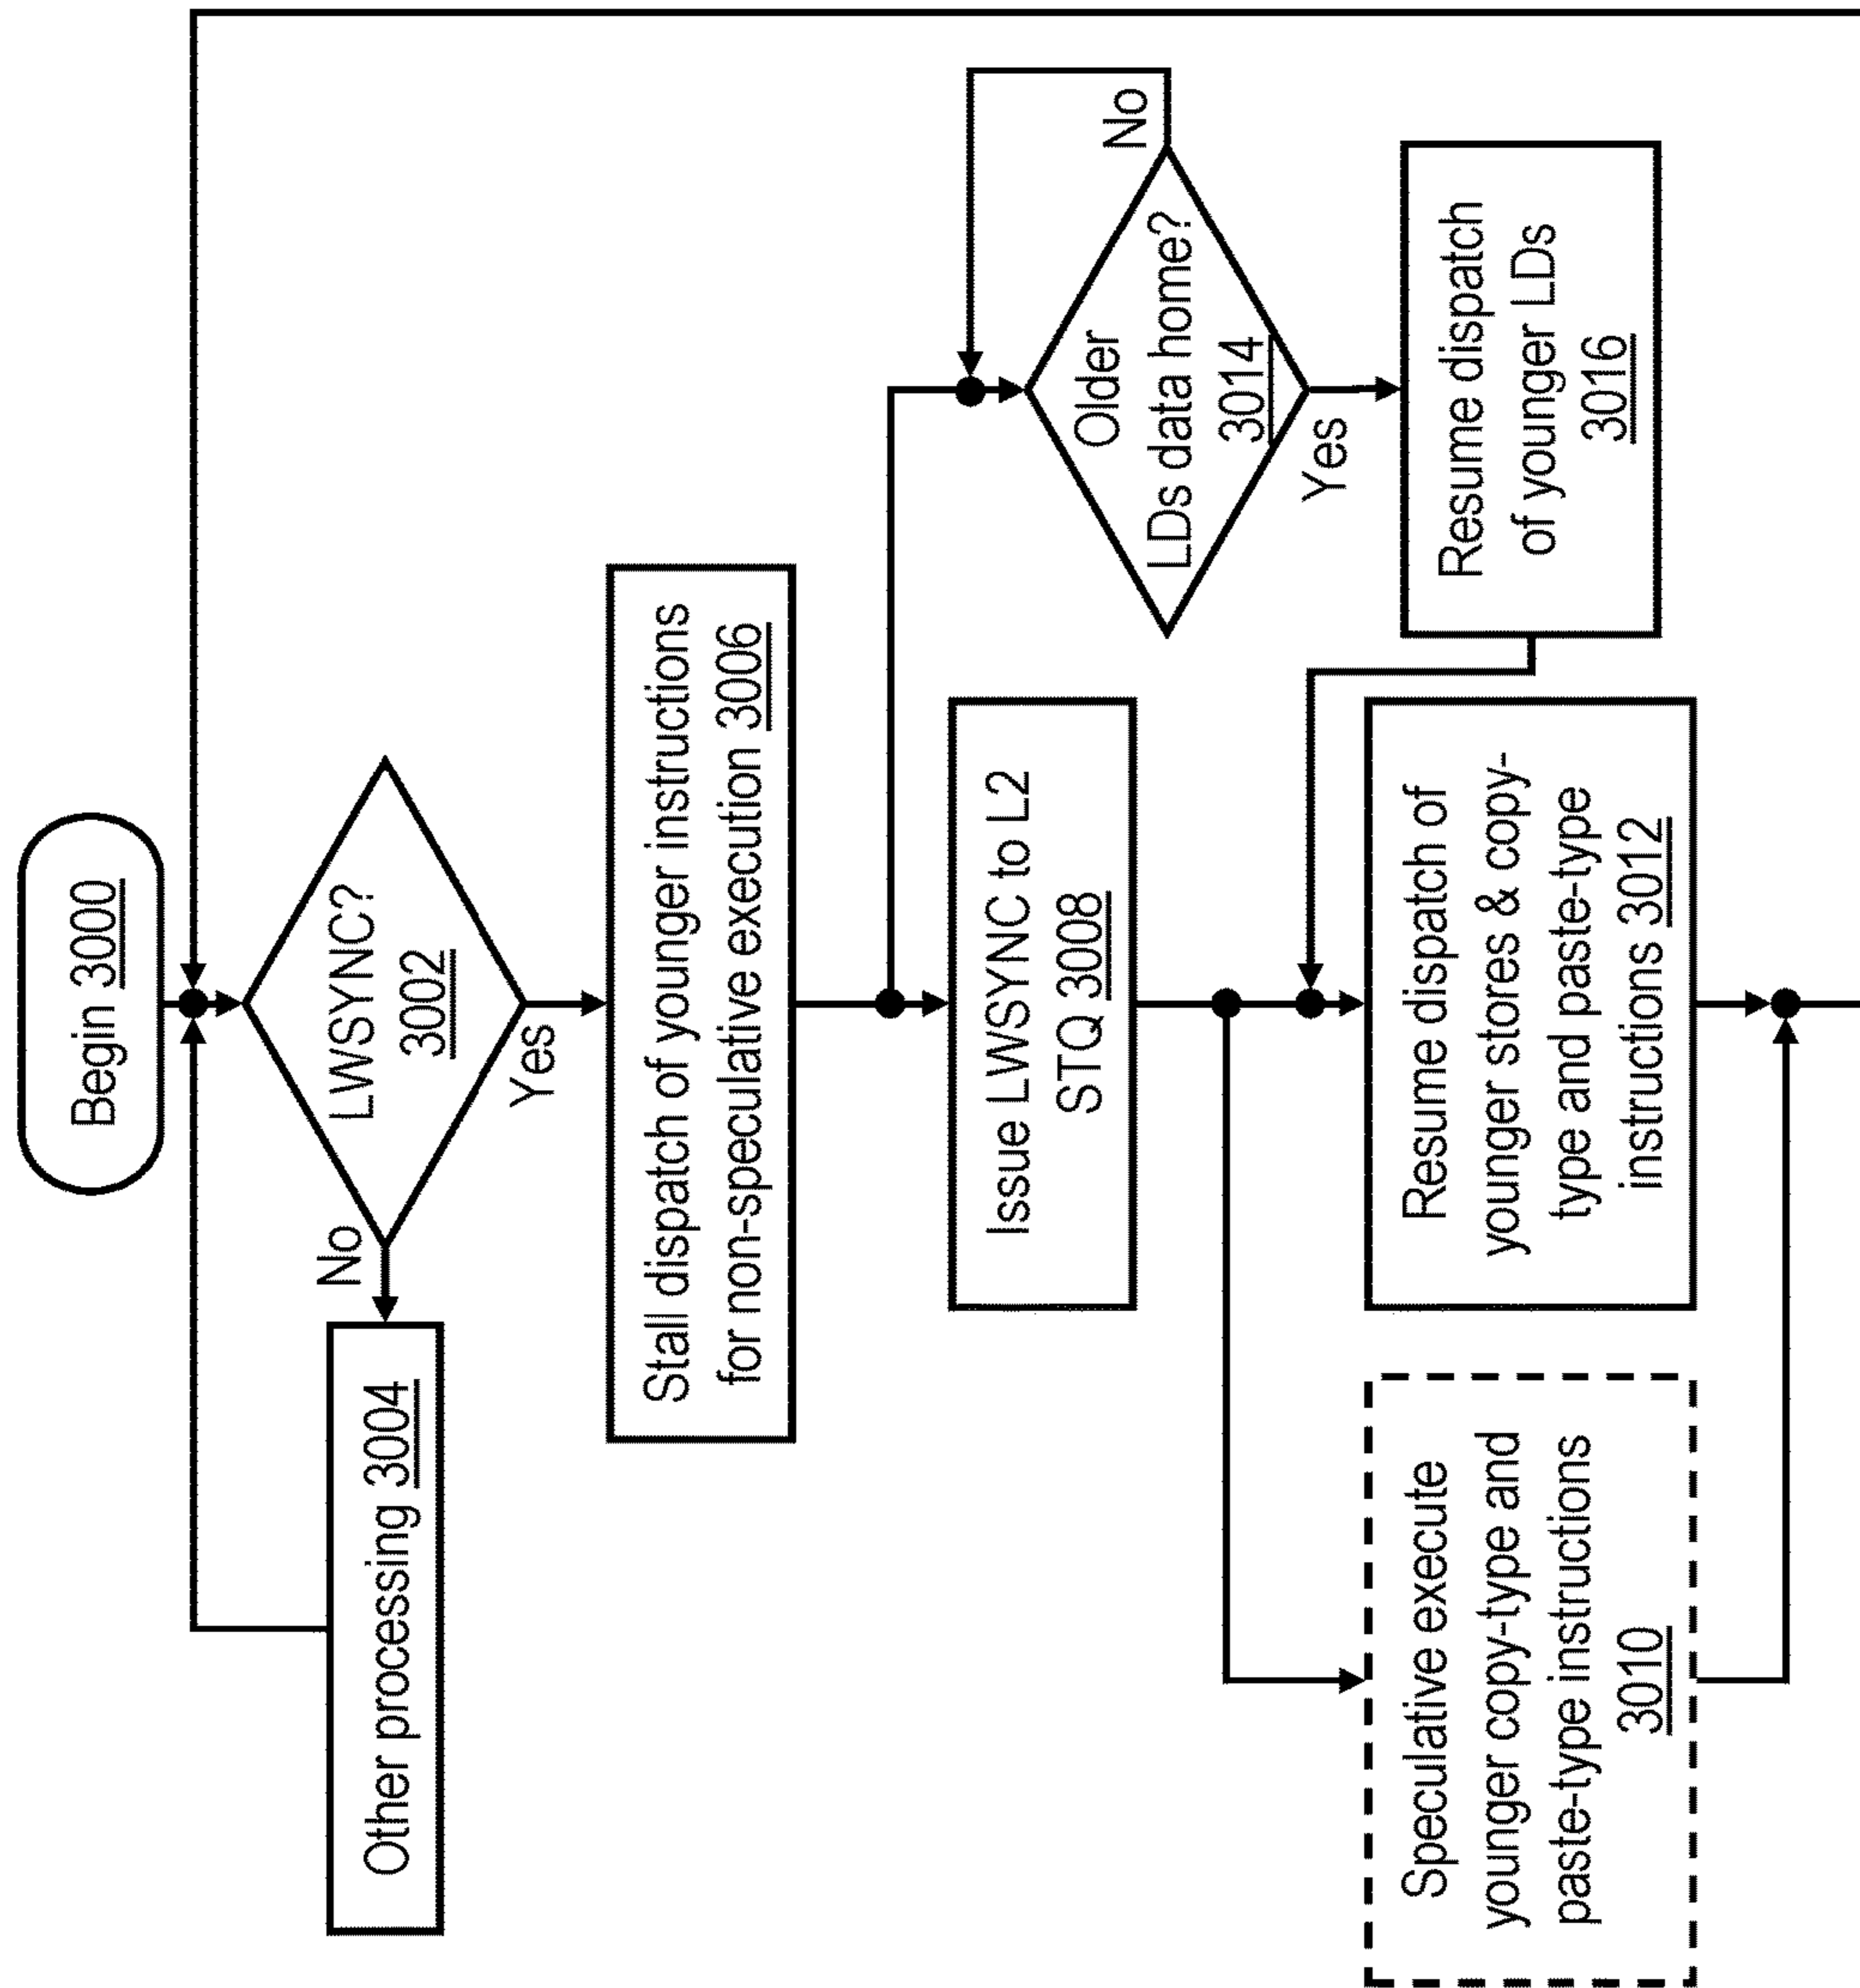 Begin 3000
LWSYNC?
3002
No
Yes
Other processing 3004
Stall dispatch of younger instructions
for non-speculative execution 3006
Issue LWSYNC to L2
STQ 3008
Older
LDs data home?
3014
No
Yes
Resume dispatch
of younger LDs
3016
Speculative execute
younger copy-type and
paste-type instructions
3010
Resume dispatch of
younger stores & copy-
type and paste-type
instructions 3012